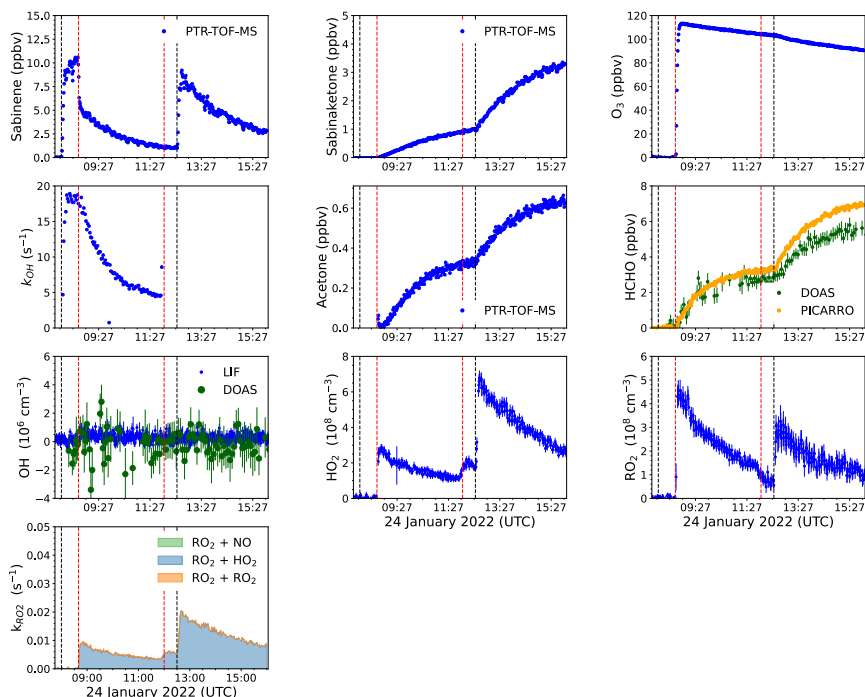 Sabinene (ppbv)
15.0
12.5
10.0
7.5
5.0
2.5
0.0
PTR-TOF-MS
09:27 11:27 13:27 15:27
Sabinaketone (ppbv)
5
4
3
2
1
0
PTR-TOF-MS
09:27 11:27 13:27 15:27
O₃ (ppbv)
120
100
80
60
40
20
0
09:27 11:27 13:27 15:27
k_OH (s⁻¹)
20
15
10
5
0
09:27 11:27 13:27 15:27
Acetone (ppbv)
0.6
0.4
0.2
0.0
PTR-TOF-MS
09:27 11:27 13:27 15:27
HCHO (ppbv)
8
6
4
2
0
DOAS
PICARRO
09:27 11:27 13:27 15:27
OH (10⁶ cm⁻³)
6
4
2
0
−2
−4
LIF
DOAS
09:27 11:27 13:27 15:27
HO₂ (10⁸ cm⁻³)
8
6
4
2
0
09:27 11:27 13:27 15:27
24 January 2022 (UTC)
RO₂ (10⁸ cm⁻³)
6
5
4
3
2
1
0
09:27 11:27 13:27 15:27
24 January 2022 (UTC)
k_RO2 (s⁻¹)
0.05
0.04
0.03
0.02
0.01
0.00
RO₂ + NO
RO₂ + HO₂
RO₂ + RO₂
09:00 11:00 13:00 15:00
24 January 2022 (UTC)